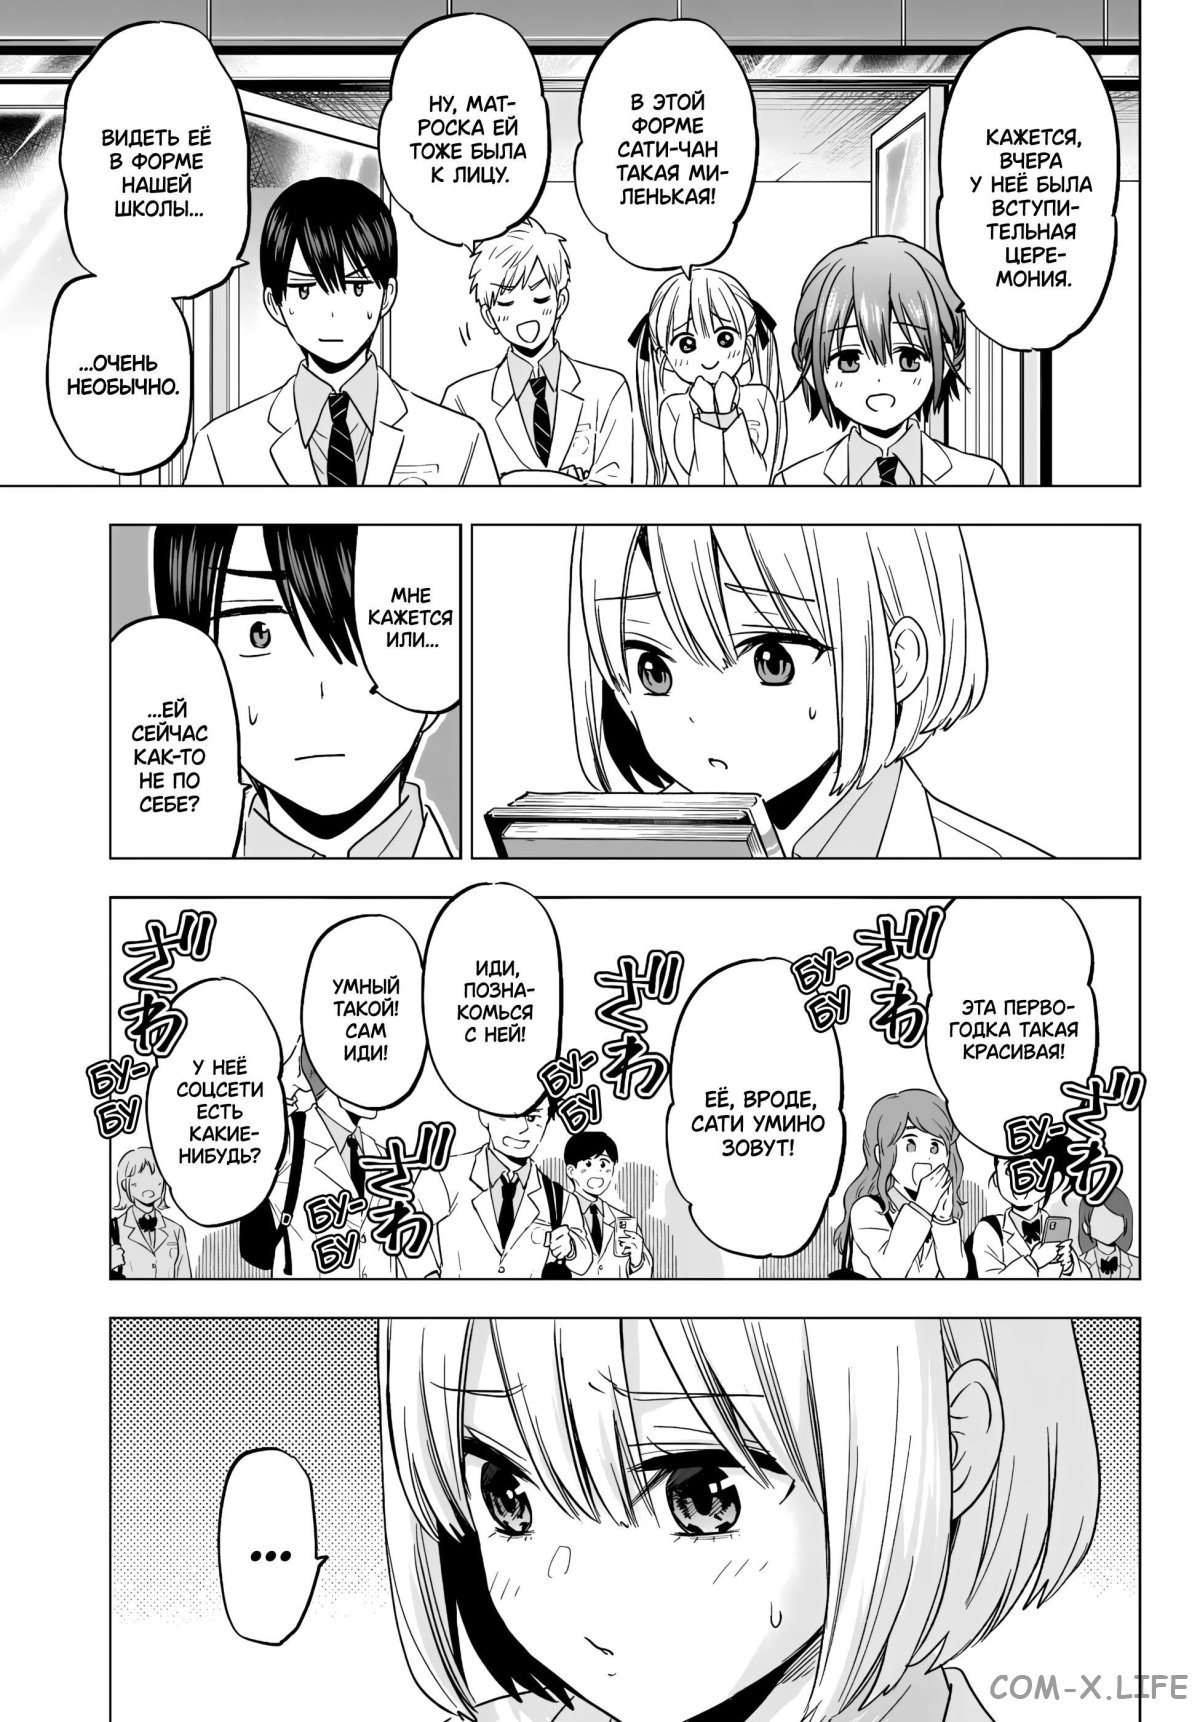 КАЖЕТСЯ,
ВЧЕРА
У НЕЁ БЫЛА
ВСТУПИ-
ТЕЛЬНАЯ
ЦЕРЕ-
МОНИЯ.
В ЭТОЙ
ФОРМЕ
САТИ-ЧАН
ТАКАЯ МИ-
ЛЕНЬКАЯ!
НУ, МАТ-
РОСКА ЕЙ
ТОЖЕ БЫЛА
К ЛИЦУ.
ВИДЕТЬ ЕЁ
В ФОРМЕ
НАШЕЙ
ШКОЛЫ...
...ОЧЕНЬ
НЕОБЫЧНО.
МНЕ
КАЖЕТСЯ
ИЛИ...
...ЕЙ
СЕЙЧАС
КАК-ТО
НЕ ПО
СЕБЕ?
ЭТА ПЕРВО-
ГОДКА ТАКАЯ
КРАСИВАЯ!
ざわ
БУ-
БУ
ざわ
БУ-
БУ
ЕЁ, ВРОДЕ,
САТИ УМИНО
ЗОВУТ!
ざわ
БУ-
БУ
ИДИ,
ПОЗНА-
КОМЬСЯ
С НЕЙ!
УМНЫЙ
ТАКОЙ!
САМ
ИДИ!
ざわ
БУ-
БУ
У НЕЁ
СОЦСЕТИ
ЕСТЬ
КАКИЕ-
НИБУДЬ?
ざわ
БУ-
БУ
...
COM-X.LIFE